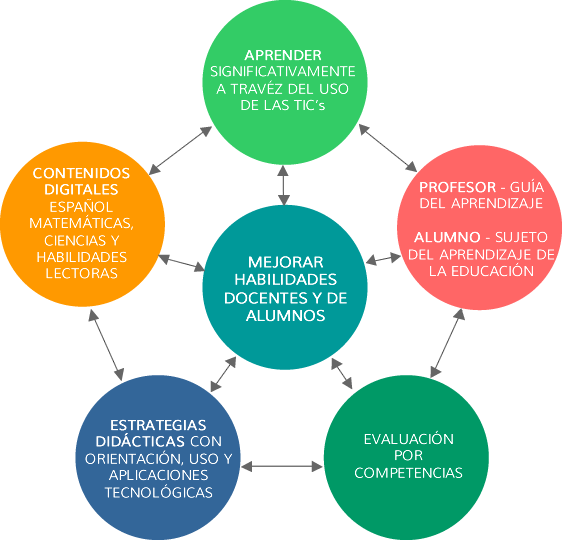 APRENDER
SIGNIFICATIVAMENTE
A TRAVÉZ DEL USO
DE LAS TIC's
CONTENIDOS
DIGITALES
ESPAÑOL
MATEMÁTICAS,
CIENCIAS Y
HABILIDADES
LECTORAS
PROFESOR - GUÍA
DEL APRENDIZAJE
ALUMNO - SUJETO
DEL APRENDIZAJE DE
LA EDUCACIÓN
MEJORAR
HABILIDADES
DOCENTES Y DE
ALUMNOS
ESTRATEGIAS
DIDÁCTICAS CON
ORIENTACIÓN, USO Y
APLICACIONES
TECNOLÓGICAS
EVALUACIÓN
POR
COMPETENCIAS